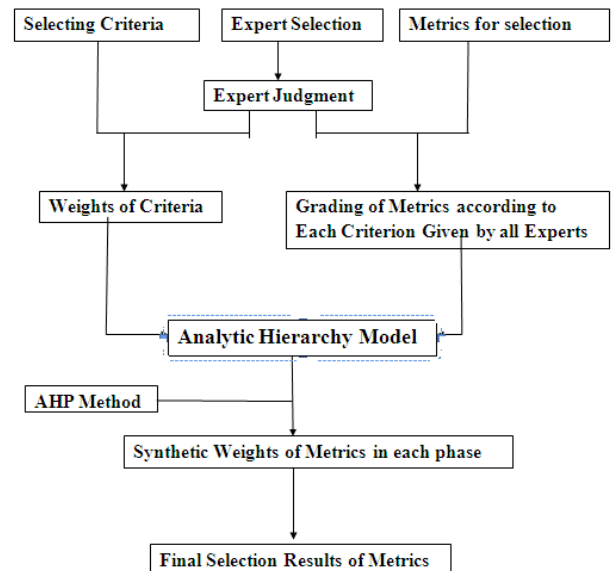 Selecting Criteria
Expert Selection
Metrics for selection
Expert Judgment
Weights of Criteria
Grading of Metrics according to
Each Criterion Given by all Experts
Analytic Hierarchy Model
AHP Method
Synthetic Weights of Metrics in each phase
Final Selection Results of Metrics